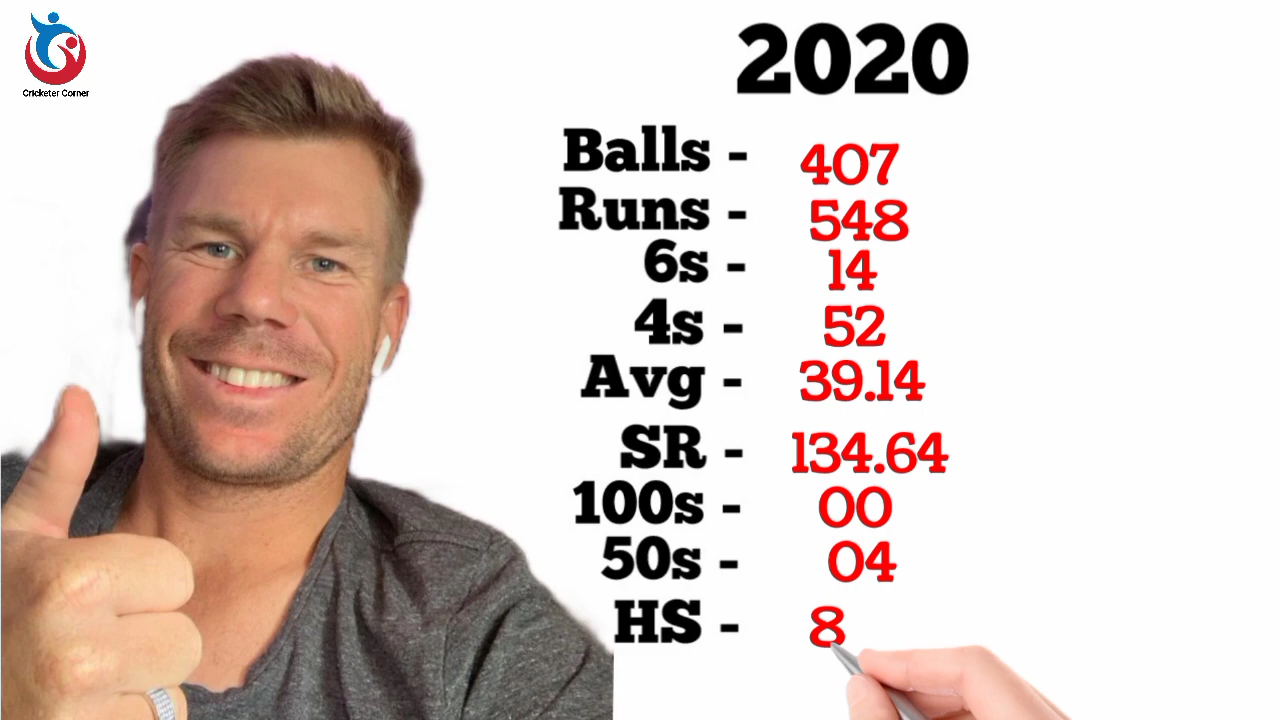 Cricketer Corner
2020
Balls - 407
Runs - 548
6s - 14
4s - 52
Avg - 39.14
SR - 134.64
100s - 00
50s - 04
HS - 8